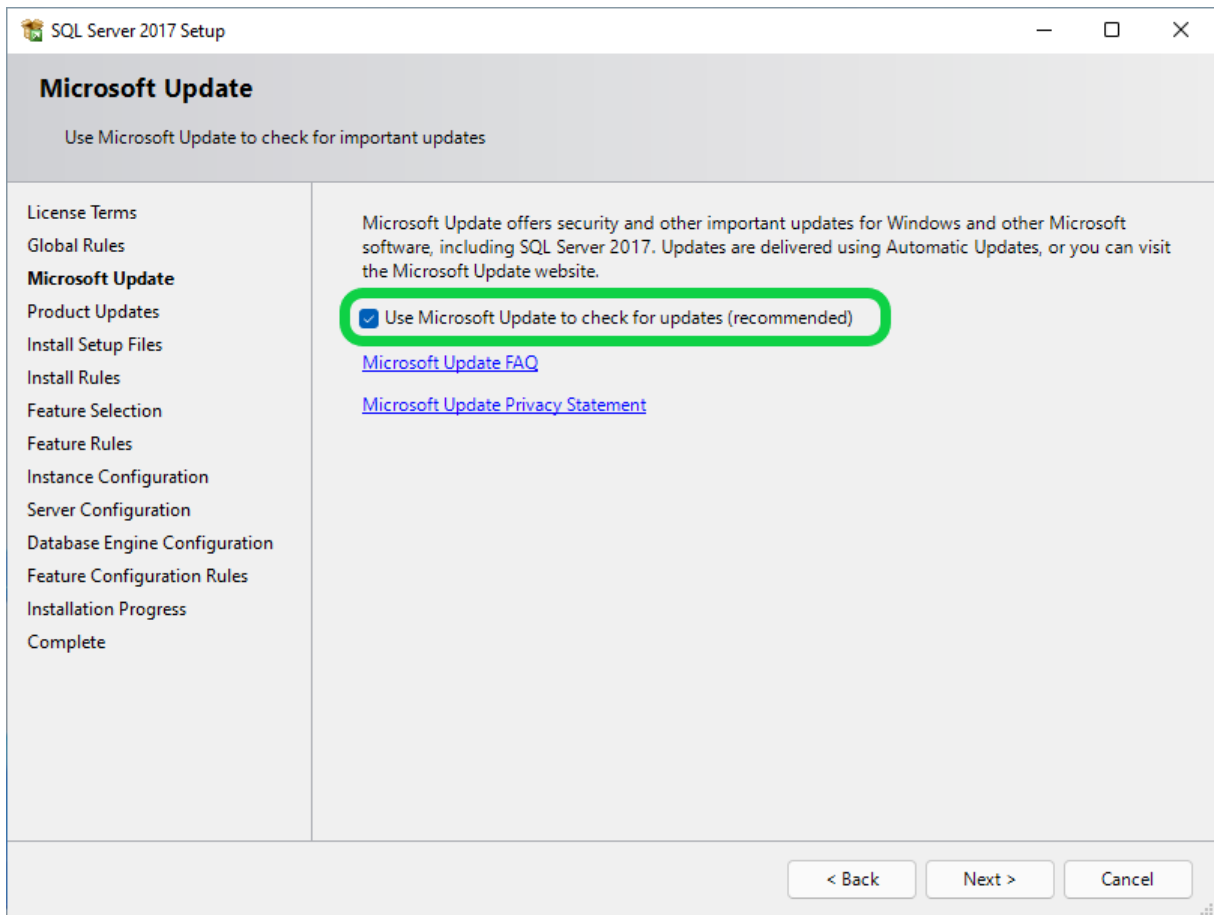 SQL Server 2017 Setup
Microsoft Update
Use Microsoft Update to check for important updates
License Terms
Global Rules
Microsoft Update
Product Updates
Install Setup Files
Install Rules
Feature Selection
Feature Rules
Instance Configuration
Server Configuration
Database Engine Configuration
Feature Configuration Rules
Installation Progress
Complete
Microsoft Update offers security and other important updates for Windows and other Microsoft
software, including SQL Server 2017. Updates are delivered using Automatic Updates, or you can visit
the Microsoft Update website.
Use Microsoft Update to check for updates (recommended)
Microsoft Update FAQ
Microsoft Update Privacy Statement
< Back
Next >
Cancel